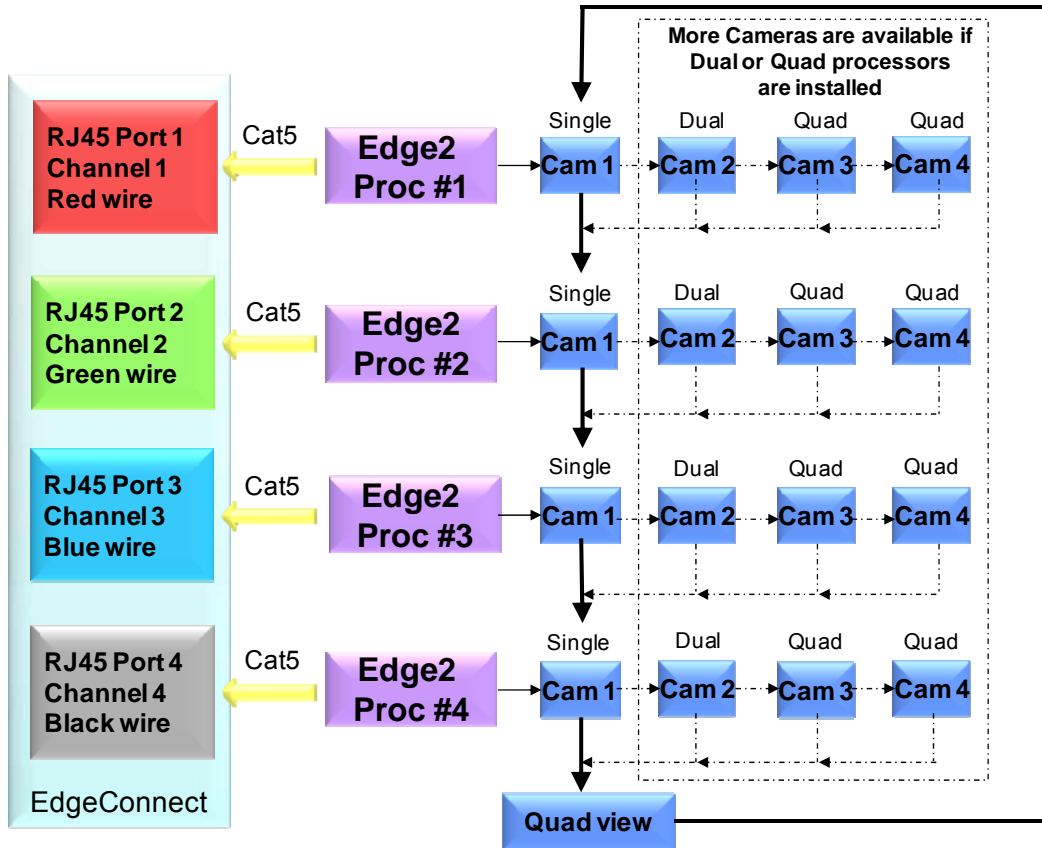 More Cameras are available if
Dual or Quad processors
are installed
RJ45 Port 1
Channel 1
Red wire
Cat5
Edge2
Proc #1
Single
Cam 1
Dual
Cam 2
Quad
Cam 3
Quad
Cam 4
RJ45 Port 2
Channel 2
Green wire
Cat5
Edge2
Proc #2
Single
Cam 1
Dual
Cam 2
Quad
Cam 3
Quad
Cam 4
RJ45 Port 3
Channel 3
Blue wire
Cat5
Edge2
Proc #3
Single
Cam 1
Dual
Cam 2
Quad
Cam 3
Quad
Cam 4
RJ45 Port 4
Channel 4
Black wire
Cat5
Edge2
Proc #4
Single
Cam 1
Dual
Cam 2
Quad
Cam 3
Quad
Cam 4
EdgeConnect
Quad view